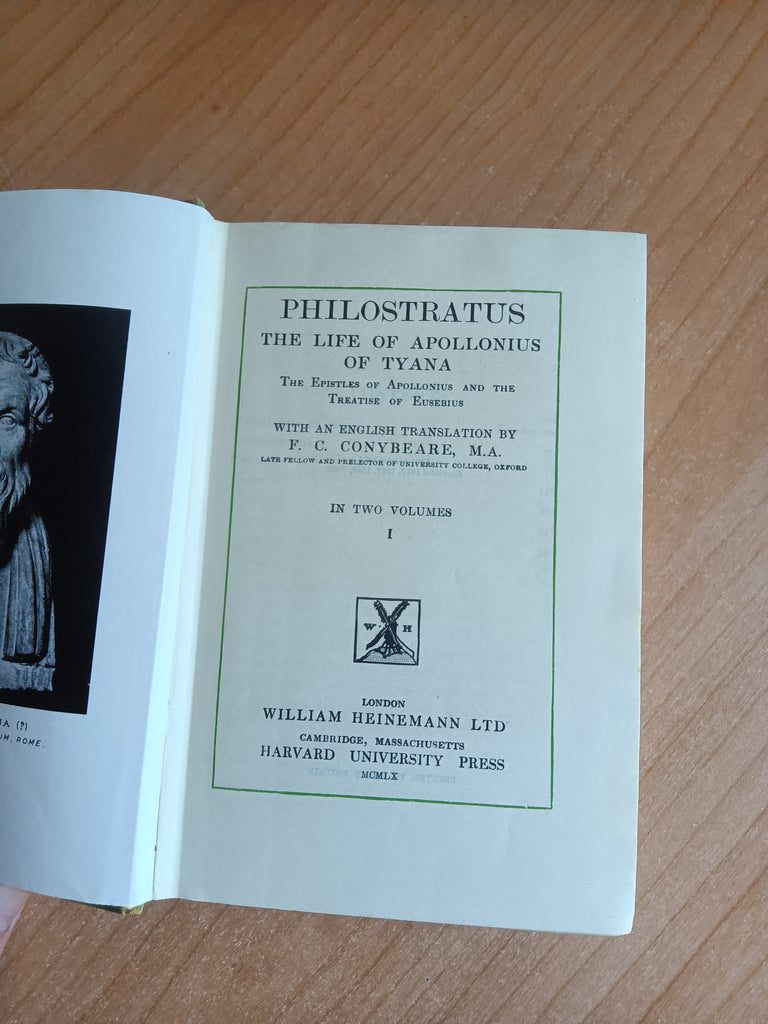 A (?)
UM, ROME.
PHILOSTRATUS
THE LIFE OF APOLLONIUS
OF TYANA
The Epistles of Apollonius and the
Treatise of Eusebius
WITH AN ENGLISH TRANSLATION BY
F. C. CONYBEARE, M.A.
LATE FELLOW AND PRELECTOR OF UNIVERSITY COLLEGE, OXFORD
IN TWO VOLUMES
I
W H
LONDON
WILLIAM HEINEMANN LTD
CAMBRIDGE, MASSACHUSETTS
HARVARD UNIVERSITY PRESS
MCMLX